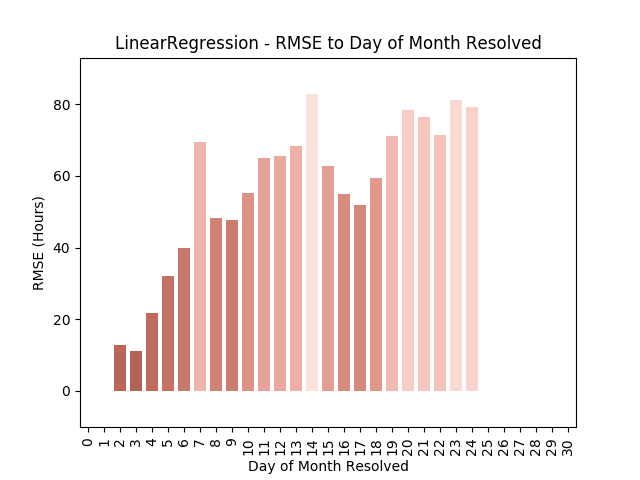 LinearRegression - RMSE to Day of Month Resolved
80
60
40
20
0
RMSE (Hours)
0 1 2 3 4 5 6 7 8 9 10 11 12 13 14 15 16 17 18 19 20 21 22 23 24 25 26 27 28 29 30
Day of Month Resolved